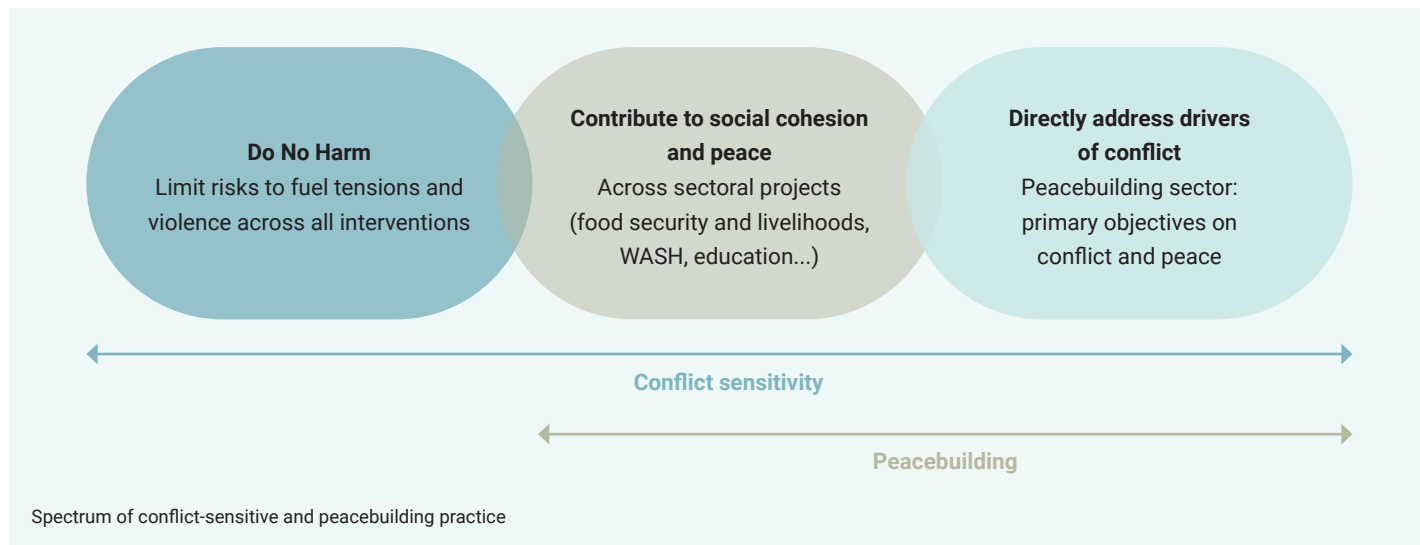 Do No Harm
Limit risks to fuel tensions and
violence across all interventions
Contribute to social cohesion
and peace
Across sectoral projects
(food security and livelihoods,
WASH, education...)
Directly address drivers
of conflict
Peacebuilding sector:
primary objectives on
conflict and peace
Conflict sensitivity
Peacebuilding
Spectrum of conflict-sensitive and peacebuilding practice